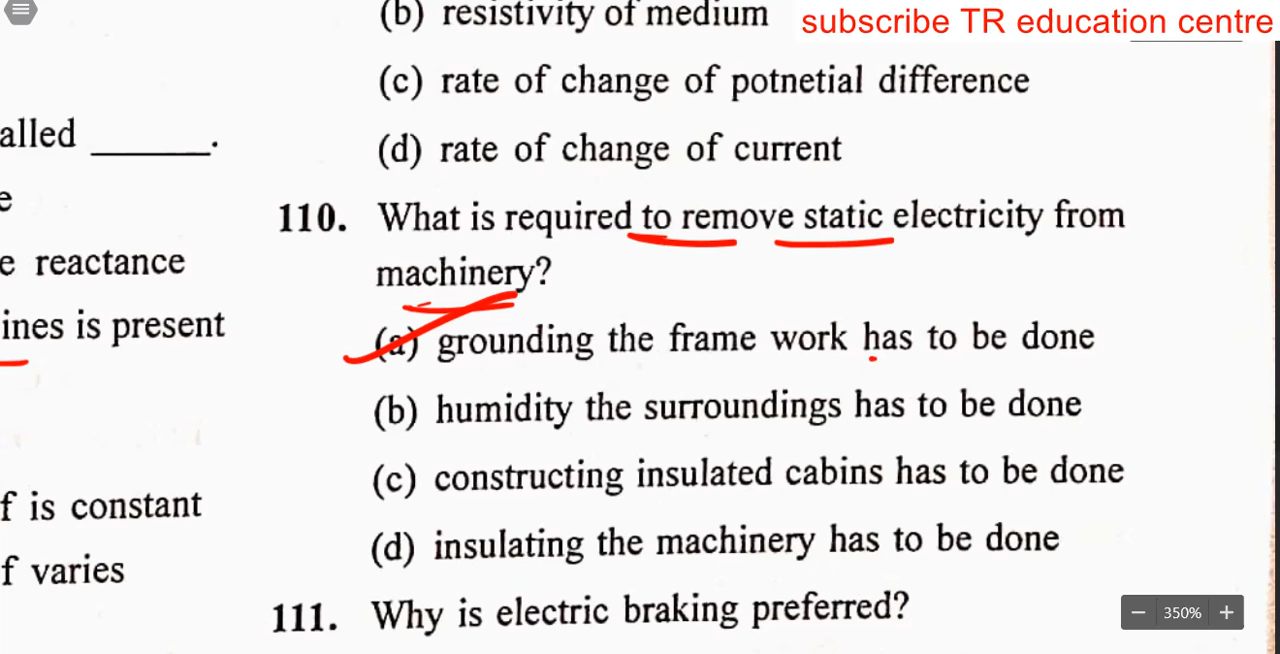 (b) resistivity of medium
subscribe TR education centre
(c) rate of change of potnetial difference
alled ______.
(d) rate of change of current
e
110. What is required to remove static electricity from
machinery?
e reactance
ines is present
(a) grounding the frame work has to be done
(b) humidity the surroundings has to be done
(c) constructing insulated cabins has to be done
f is constant
(d) insulating the machinery has to be done
f varies
111. Why is electric braking preferred?
350%